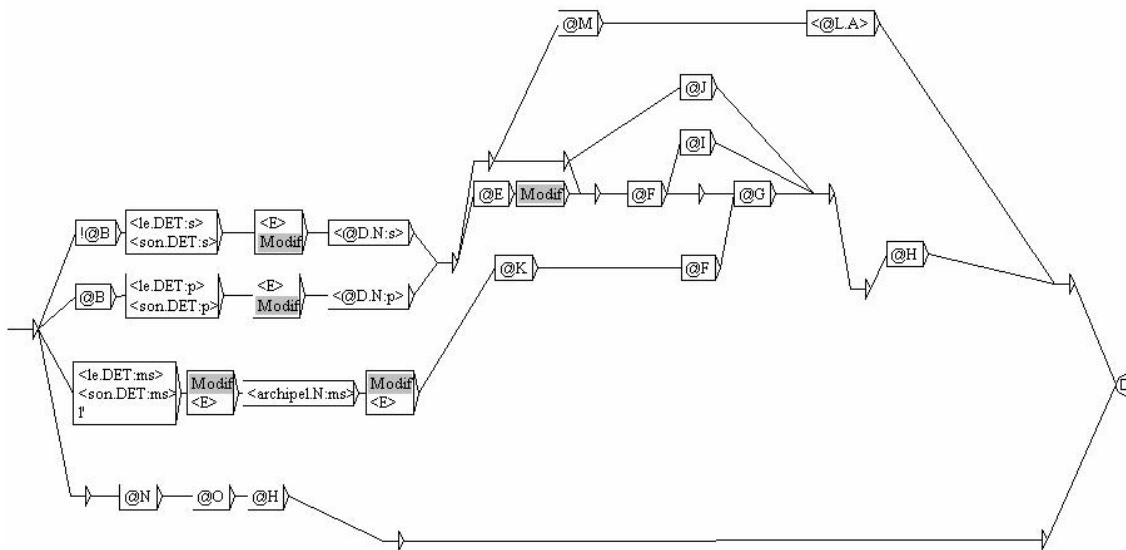 @M
<@L.A>
@J
@I
@E
Modif
@F
@G
!@B
<le.DET:s>
<son.DET:s>
<E>
Modif
<@D.N:s>
@H
@K
@F
@B
<le.DET:p>
<son.DET:p>
<E>
Modif
<@D.N:p>
<le.DET:ms>
<son.DET:ms>
l'
Modif
<E>
<archipel.N:ms>
Modif
<E>
@N
@O
@H